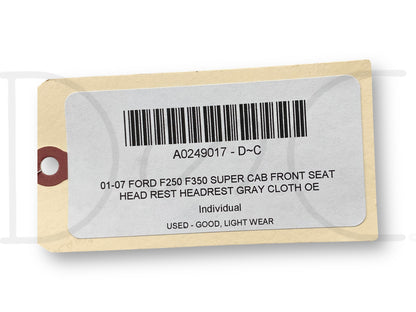 A0249017 - D~C
01-07 FORD F250 F350 SUPER CAB FRONT SEAT
HEAD REST HEADREST GRAY CLOTH OE
Individual
USED - GOOD, LIGHT WEAR